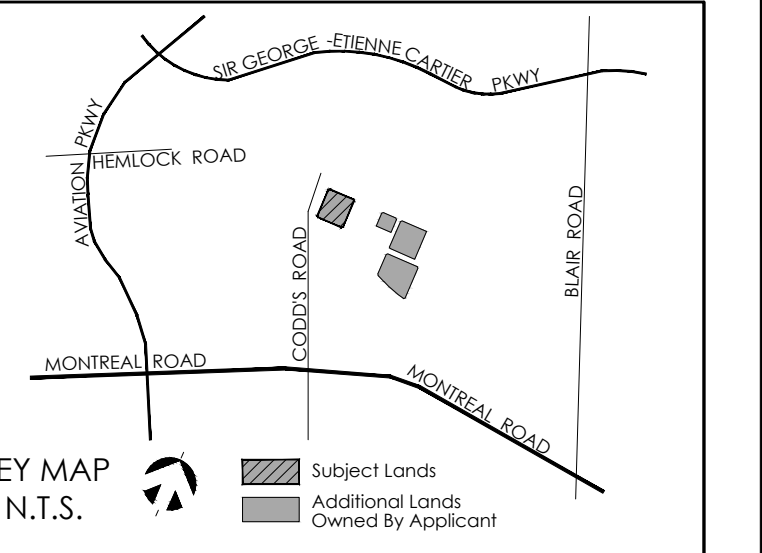 SIR GEORGE -ETIENNE CARTIER PKWY
AVIATION PKWY
HEMLOCK ROAD
CODD'S ROAD
BLAIR ROAD
MONTREAL ROAD
MONTREAL ROAD
EY MAP
N.T.S.
Subject Lands
Additional Lands
Owned By Applicant